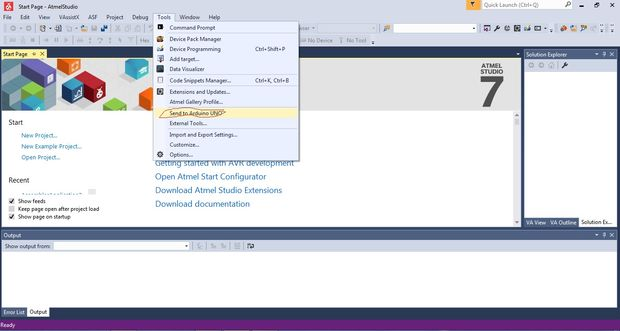 Start Page - AtmelStudio
Quick Launch (Ctrl+Q)
File Edit View VAssistX ASF Project Debug Tools Window Help
Hex
No Device No Tool
Start Page
Command Prompt
Device Pack Manager
Device Programming Ctrl+Shift+P
Add target...
Data Visualizer
Code Snippets Manager... Ctrl+K, Ctrl+B
Extensions and Updates...
Atmel Gallery Profile...
Send to Arduino UNO
External Tools...
Import and Export Settings...
Customize...
Options...
ATMEL
STUDIO
7
Start
New Project...
New Example Project...
Open Project...
Recent
Show feeds
Keep page open after project load
Show page on startup
Getting started with AVR development
Open Atmel Start Configurator
Download Atmel Studio Extensions
Download documentation
Solution Explorer
VA View VA Outline Solution Ex...
Output
Show output from:
Error List Output
Ready